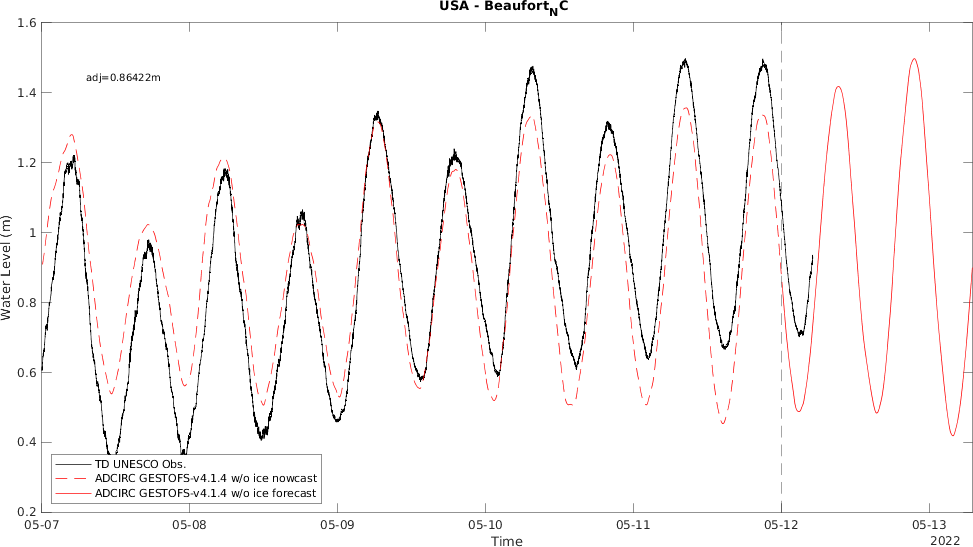 USA - Beaufort_NC
1.6
adj=0.86422m
1.4
1.2
1
0.8
0.6
0.4
0.2
Water Level (m)
TD UNESCO Obs.
ADCIRC GESTOFS-v4.1.4 w/o ice nowcast
ADCIRC GESTOFS-v4.1.4 w/o ice forecast
05-07 05-08 05-09 05-10 05-11 05-12 05-13
Time
2022